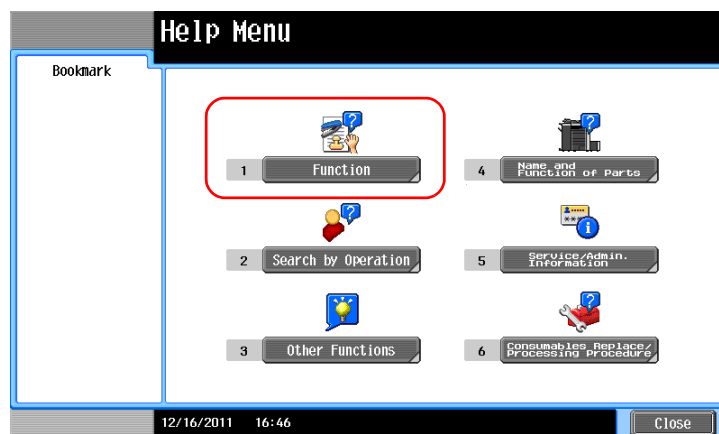 Help Menu
Bookmark
1 Function
4 Name and
Function of Parts
2 Search by Operation
5 Service/Admin.
Information
3 Other Functions
6 Consumables Replace/
Processing Procedure
12/16/2011 16:46
Close